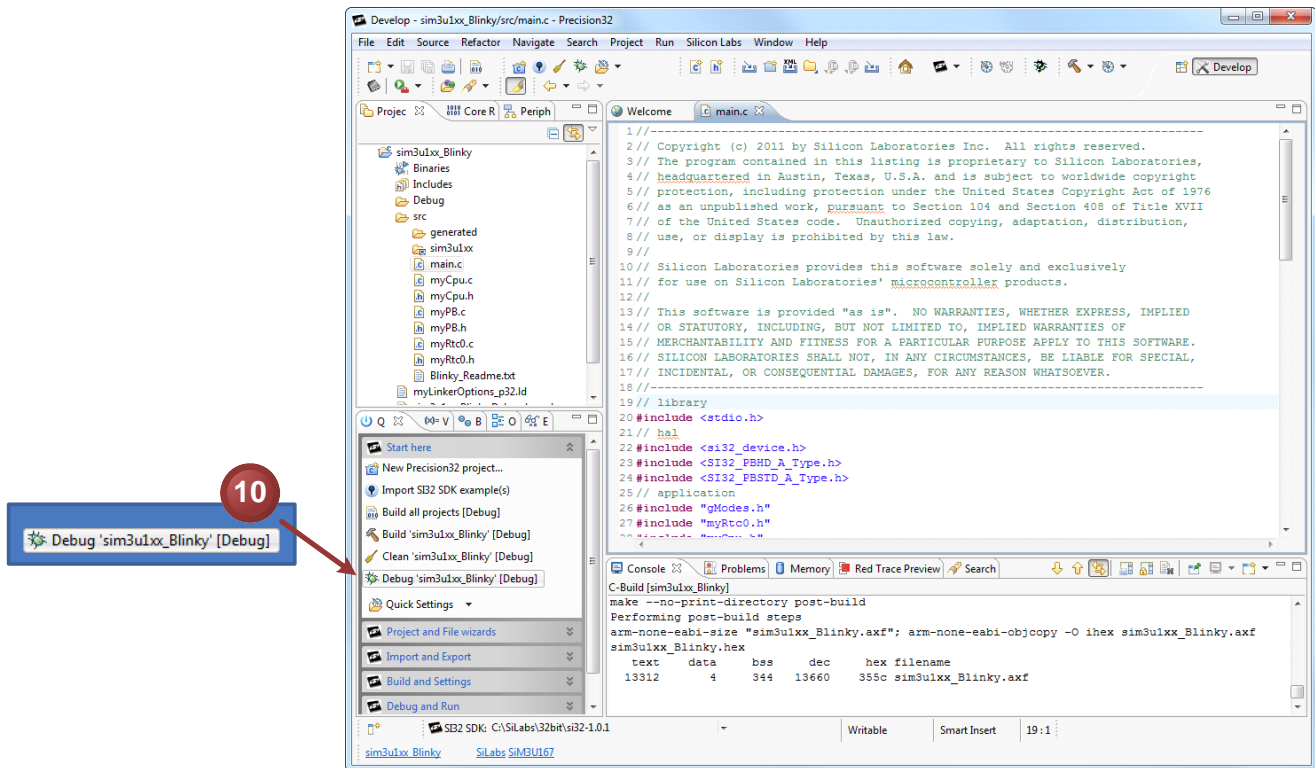 Develop - sim3u1xx_Blinky/src/main.c - Precision32
File Edit Source Refactor Navigate Search Project Run Silicon Labs Window Help
Develop
Projec Core R Periph
sim3u1xx_Blinky
Binaries
Includes
Debug
src
generated
sim3u1xx
main.c
myCpu.c
myCpu.h
myPB.c
myPB.h
myRtc0.c
myRtc0.h
Blinky_Readme.txt
myLinkerOptions_p32.ld
Welcome main.c
1 //-----------------------------------------------------------------------------
2 // Copyright (c) 2011 by Silicon Laboratories Inc.  All rights reserved.
3 // The program contained in this listing is proprietary to Silicon Laboratories,
4 // headquartered in Austin, Texas, U.S.A. and is subject to worldwide copyright
5 // protection, including protection under the United States Copyright Act of 1976
6 // as an unpublished work, pursuant to Section 104 and Section 408 of Title XVII
7 // of the United States code.  Unauthorized copying, adaptation, distribution,
8 // use, or display is prohibited by this law.
9 //
10 // Silicon Laboratories provides this software solely and exclusively
11 // for use on Silicon Laboratories' microcontroller products.
12 //
13 // This software is provided "as is".  NO WARRANTIES, WHETHER EXPRESS, IMPLIED
14 // OR STATUTORY, INCLUDING, BUT NOT LIMITED TO, IMPLIED WARRANTIES OF
15 // MERCHANTABILITY AND FITNESS FOR A PARTICULAR PURPOSE APPLY TO THIS SOFTWARE.
16 // SILICON LABORATORIES SHALL NOT, IN ANY CIRCUMSTANCES, BE LIABLE FOR SPECIAL,
17 // INCIDENTAL, OR CONSEQUENTIAL DAMAGES, FOR ANY REASON WHATSOEVER.
18 //-----------------------------------------------------------------------------
19 // library
20 #include <stdio.h>
21 // hal
22 #include <si32_device.h>
23 #include <SI32_PBHD_A_Type.h>
24 #include <SI32_PBSTD_A_Type.h>
25 // application
26 #include "gModes.h"
27 #include "myRtc0.h"
28 #include "myCpu.h"
Q (x)= V B O E
Start here
New Precision32 project...
Import SI32 SDK example(s)
Build all projects [Debug]
Build 'sim3u1xx_Blinky' [Debug]
Clean 'sim3u1xx_Blinky' [Debug]
Debug 'sim3u1xx_Blinky' [Debug]
Quick Settings
Project and File wizards
Import and Export
Build and Settings
Debug and Run
10
Debug 'sim3u1xx_Blinky' [Debug]
Console Problems Memory Red Trace Preview Search
C-Build [sim3u1xx_Blinky]
make --no-print-directory post-build
Performing post-build steps
arm-none-eabi-size "sim3u1xx_Blinky.axf"; arm-none-eabi-objcopy -O ihex sim3u1xx_Blinky.axf
sim3u1xx_Blinky.hex
text data bss dec hex filename
13312 4 344 13660 355c sim3u1xx_Blinky.axf
SI32 SDK: C:\SiLabs\32bit\si32-1.0.1 Writable Smart Insert 19 : 1
sim3u1xx_Blinky SiLabs SiM3U167